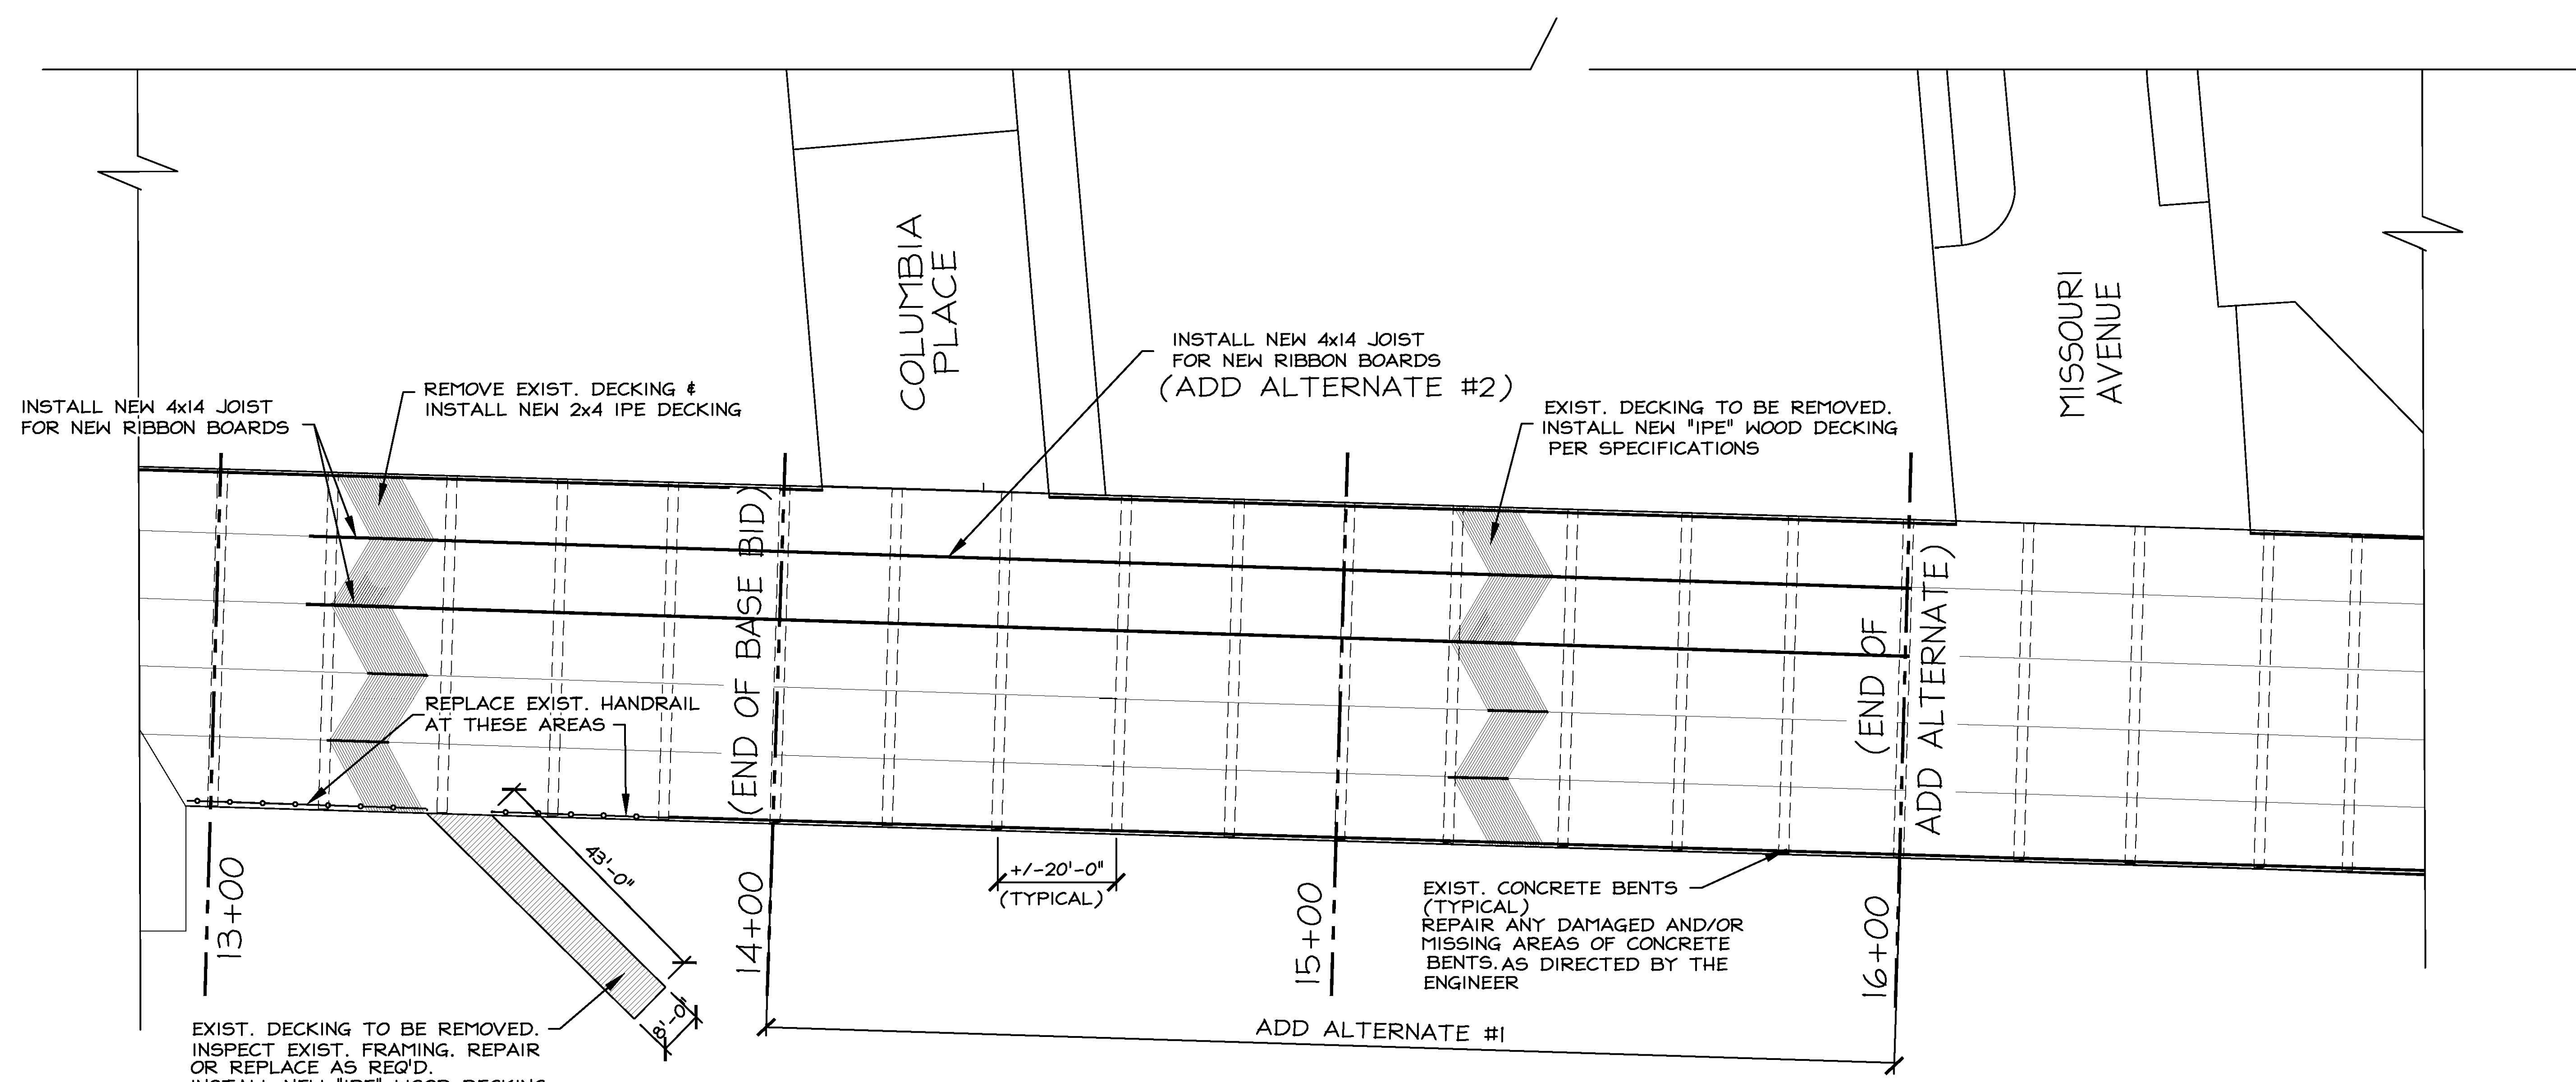 COLUMBIA
PLACE
MISSOURI
AVENUE
INSTALL NEW 4x14 JOIST
FOR NEW RIBBON BOARDS
(ADD ALTERNATE #2)
REMOVE EXIST. DECKING &
INSTALL NEW 2x4 IPE DECKING
INSTALL NEW 4x14 JOIST
FOR NEW RIBBON BOARDS
EXIST. DECKING TO BE REMOVED.
INSTALL NEW "IPE" WOOD DECKING
PER SPECIFICATIONS
(END OF BASE BID)
(END OF
ADD ALTERNATE)
REPLACE EXIST. HANDRAIL
AT THESE AREAS
43'-0"
8'-0"
+/-20'-0"
(TYPICAL)
13+00
14+00
15+00
16+00
EXIST. CONCRETE BENTS
(TYPICAL)
REPAIR ANY DAMAGED AND/OR
MISSING AREAS OF CONCRETE
BENTS.AS DIRECTED BY THE
ENGINEER
ADD ALTERNATE #1
EXIST. DECKING TO BE REMOVED.
INSPECT EXIST. FRAMING. REPAIR
OR REPLACE AS REQ'D.
INSTALL NEW "IPE" WOOD DECKING